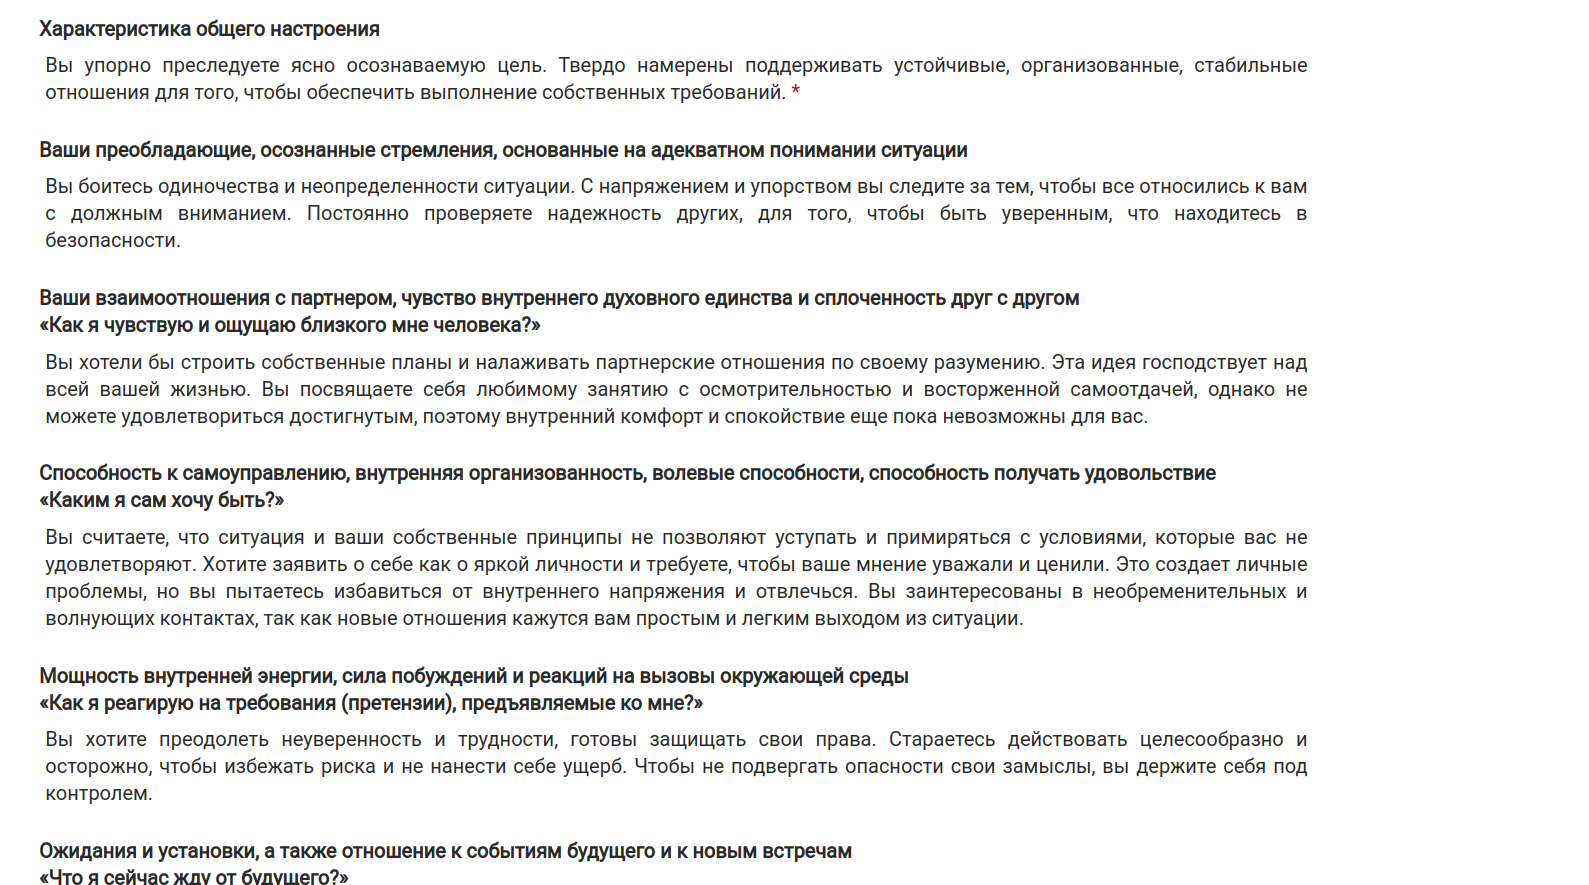 Характеристика общего настроения
Вы упорно преследуете ясно осознаваемую цель. Твердо намерены поддерживать устойчивые, организованные, стабильные
отношения для того, чтобы обеспечить выполнение собственных требований. *
Ваши преобладающие, осознанные стремления, основанные на адекватном понимании ситуации
Вы боитесь одиночества и неопределенности ситуации. С напряжением и упорством вы следите за тем, чтобы все относились к вам
с должным вниманием. Постоянно проверяете надежность других, для того, чтобы быть уверенным, что находитесь в
безопасности.
Ваши взаимоотношения с партнером, чувство внутреннего духовного единства и сплоченность друг с другом
«Как я чувствую и ощущаю близкого мне человека?»
Вы хотели бы строить собственные планы и налаживать партнерские отношения по своему разумению. Эта идея господствует над
всей вашей жизнью. Вы посвящаете себя любимому занятию с осмотрительностью и восторженной самоотдачей, однако не
можете удовлетвориться достигнутым, поэтому внутренний комфорт и спокойствие еще пока невозможны для вас.
Способность к самоуправлению, внутренняя организованность, волевые способности, способность получать удовольствие
«Каким я сам хочу быть?»
Вы считаете, что ситуация и ваши собственные принципы не позволяют уступать и примиряться с условиями, которые вас не
удовлетворяют. Хотите заявить о себе как о яркой личности и требуете, чтобы ваше мнение уважали и ценили. Это создает личные
проблемы, но вы пытаетесь избавиться от внутреннего напряжения и отвлечься. Вы заинтересованы в необременительных и
волнующих контактах, так как новые отношения кажутся вам простым и легким выходом из ситуации.
Мощность внутренней энергии, сила побуждений и реакций на вызовы окружающей среды
«Как я реагирую на требования (претензии), предъявляемые ко мне?»
Вы хотите преодолеть неуверенность и трудности, готовы защищать свои права. Стараетесь действовать целесообразно и
осторожно, чтобы избежать риска и не нанести себе ущерб. Чтобы не подвергать опасности свои замыслы, вы держите себя под
контролем.
Ожидания и установки, а также отношение к событиям будущего и к новым встречам
«Что я сейчас жду от будущего?»